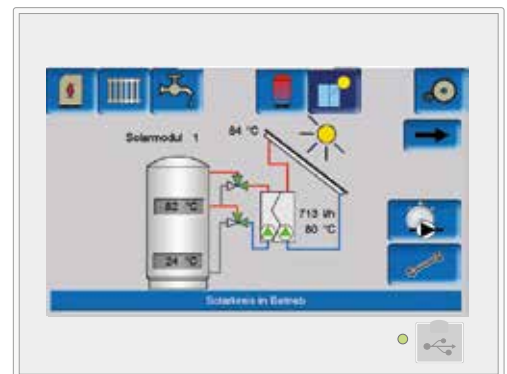 Solarmodul 1
84 °C
82 °C
713 l/h
80 °C
24 °C
Solarkreis in Betrieb